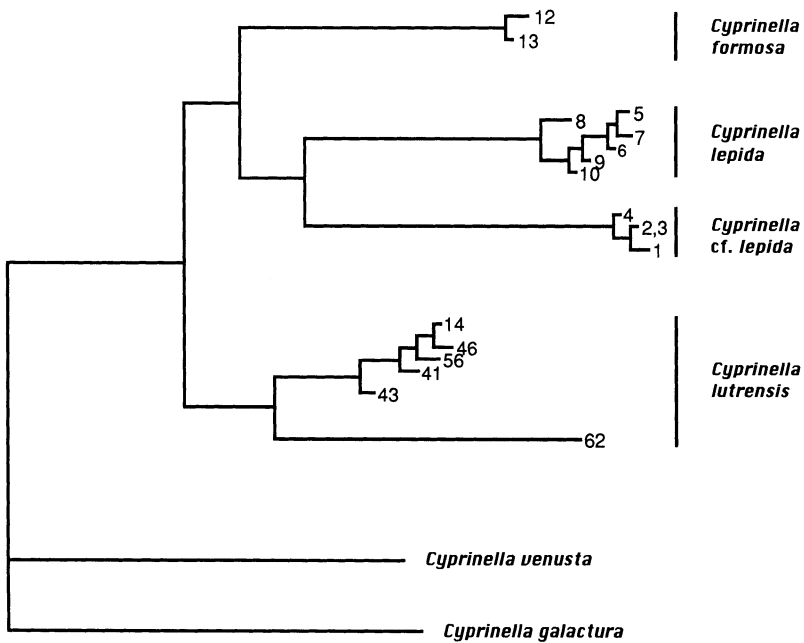 12
13
Cyprinella
formosa
5
8
7
6
9
10
Cyprinella
lepida
4
2,3
1
Cyprinella
cf. lepida
14
46
56
41
43
62
Cyprinella
lutrensis
Cyprinella venusta
Cyprinella galactura